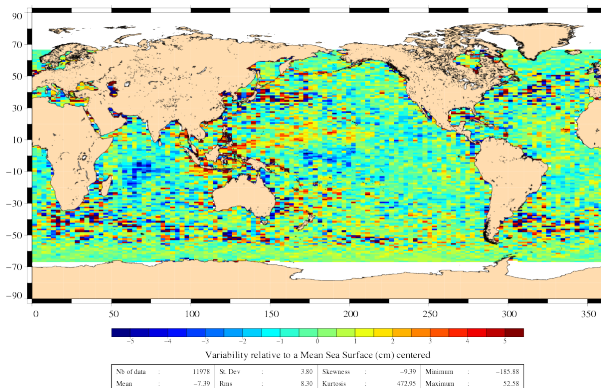 90
70
50
30
10
−10
−30
−50
−70
−90
0 50 100 150 200 250 300 350
−5 −4 −3 −2 −1 0 1 2 3 4 5
Variability relative to a Mean Sea Surface (cm) centered
Nb of data : 11978 St. Dev : 3.80 Skewness : −9.39 Minimum : −185.88
Mean : −7.39 Rms : 8.30 Kurtosis : 472.95 Maximum : 52.58